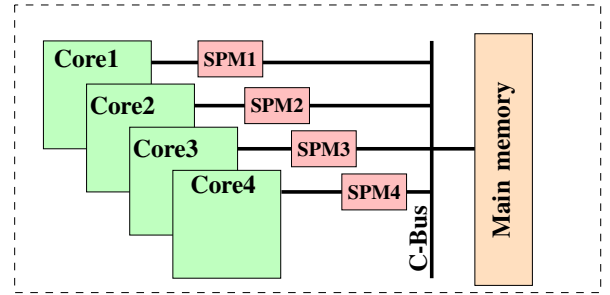 Core1
SPM1
Core2
SPM2
Core3
SPM3
Core4
SPM4
C-Bus
Main memory